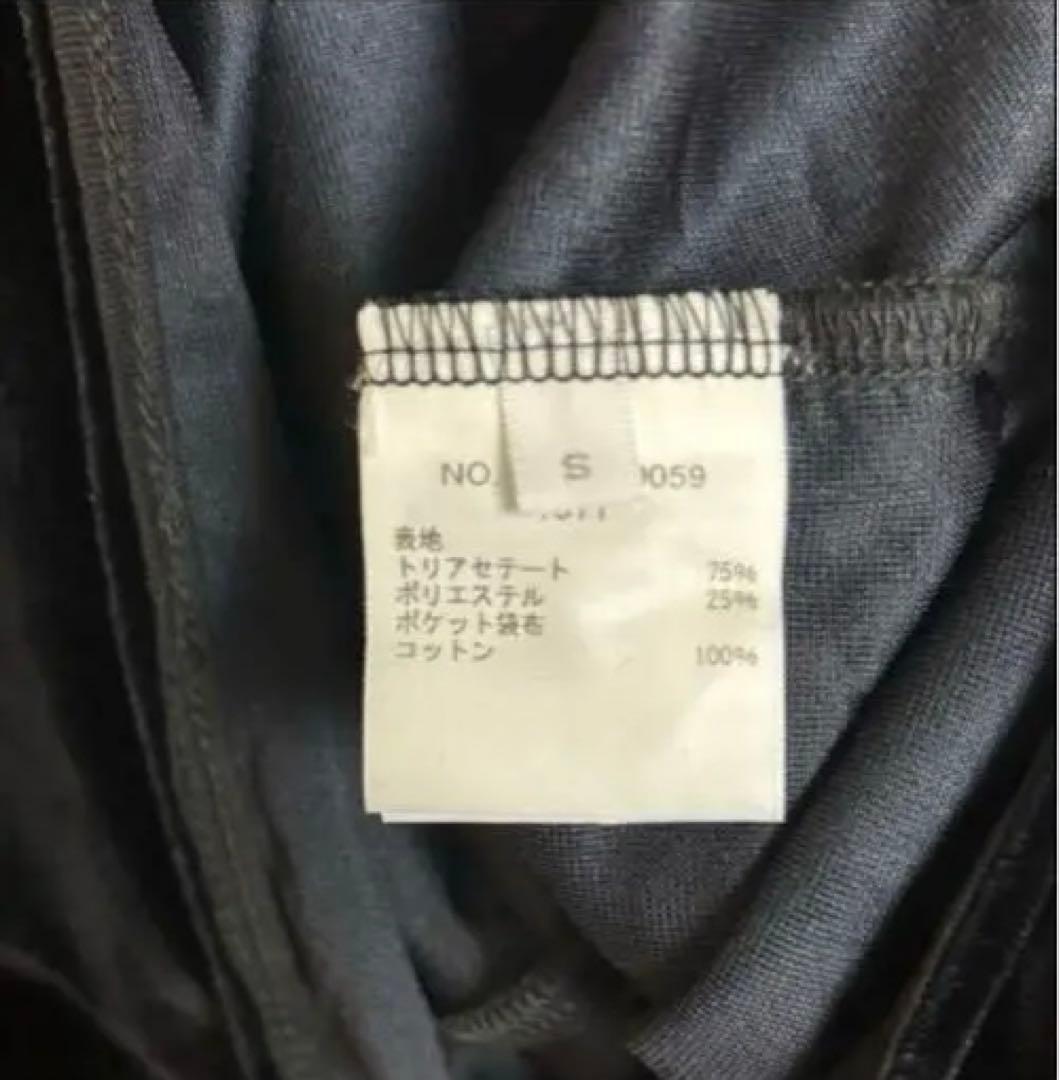 NO. S 0059
表地
トリアセテート 75%
ポリエステル 25%
ポケット袋布
コットン 100%